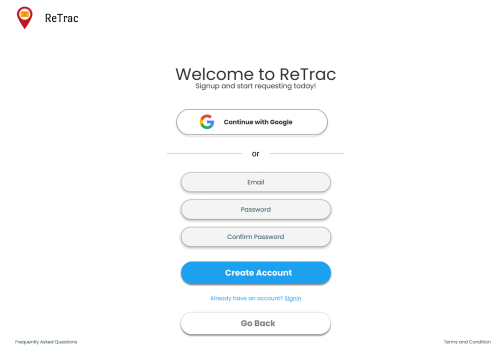 ReTrac
Welcome to ReTrac
Signup and start requesting today!
Continue with Google
or
Email
Password
Confirm Password
Create Account
Already have an account? Signin
Go Back
Frequently Asked Questions
Terms and Condition